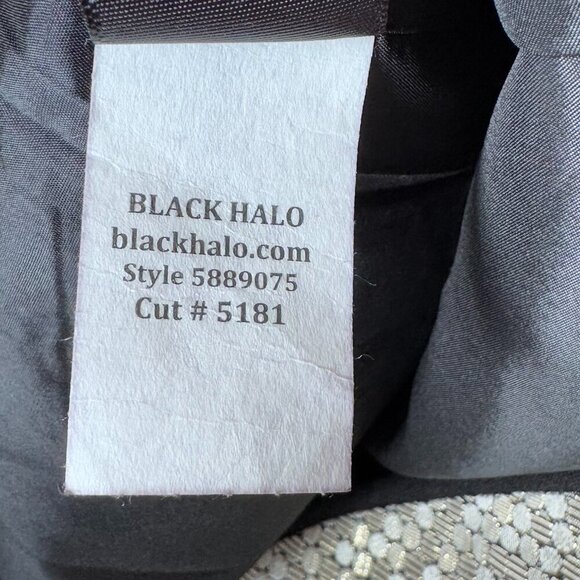 BLACK HALO
blackhalo.com
Style 5889075
Cut # 5181